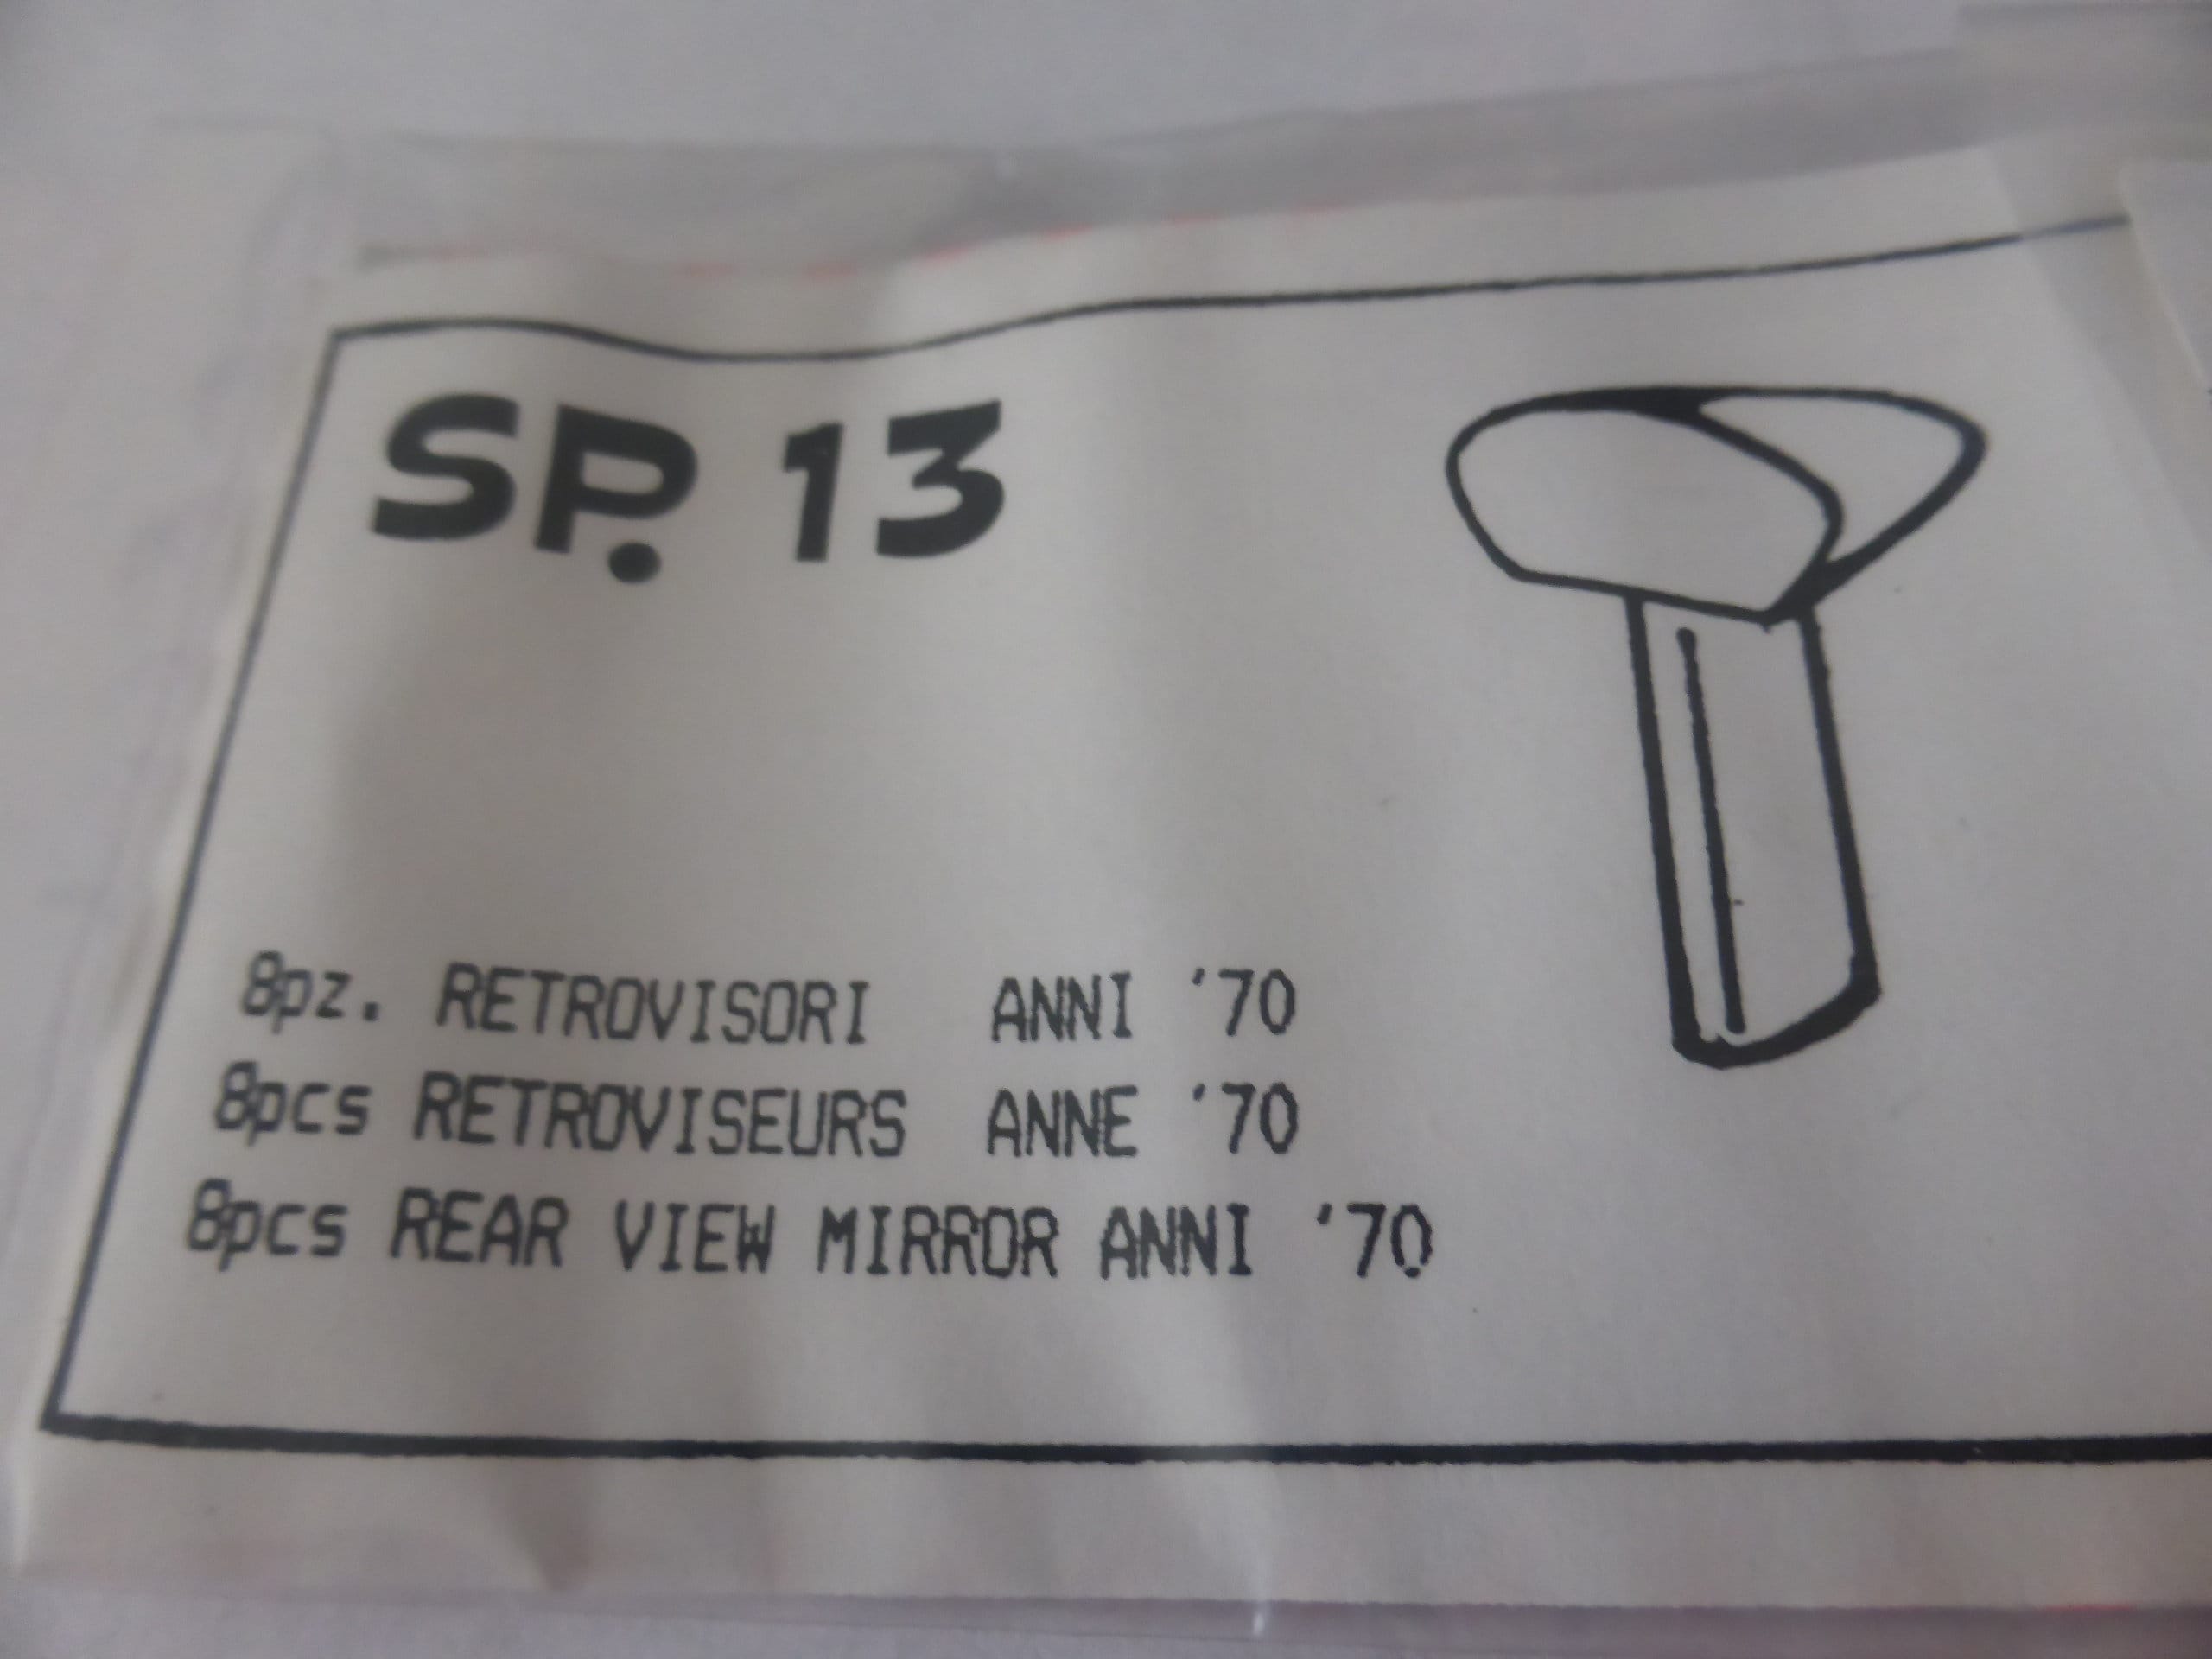 SP. 13
8pz. RETROVISORI ANNI '70
8pcs RETROVISEURS ANNE '70
8pcs REAR VIEW MIRROR ANNI '70